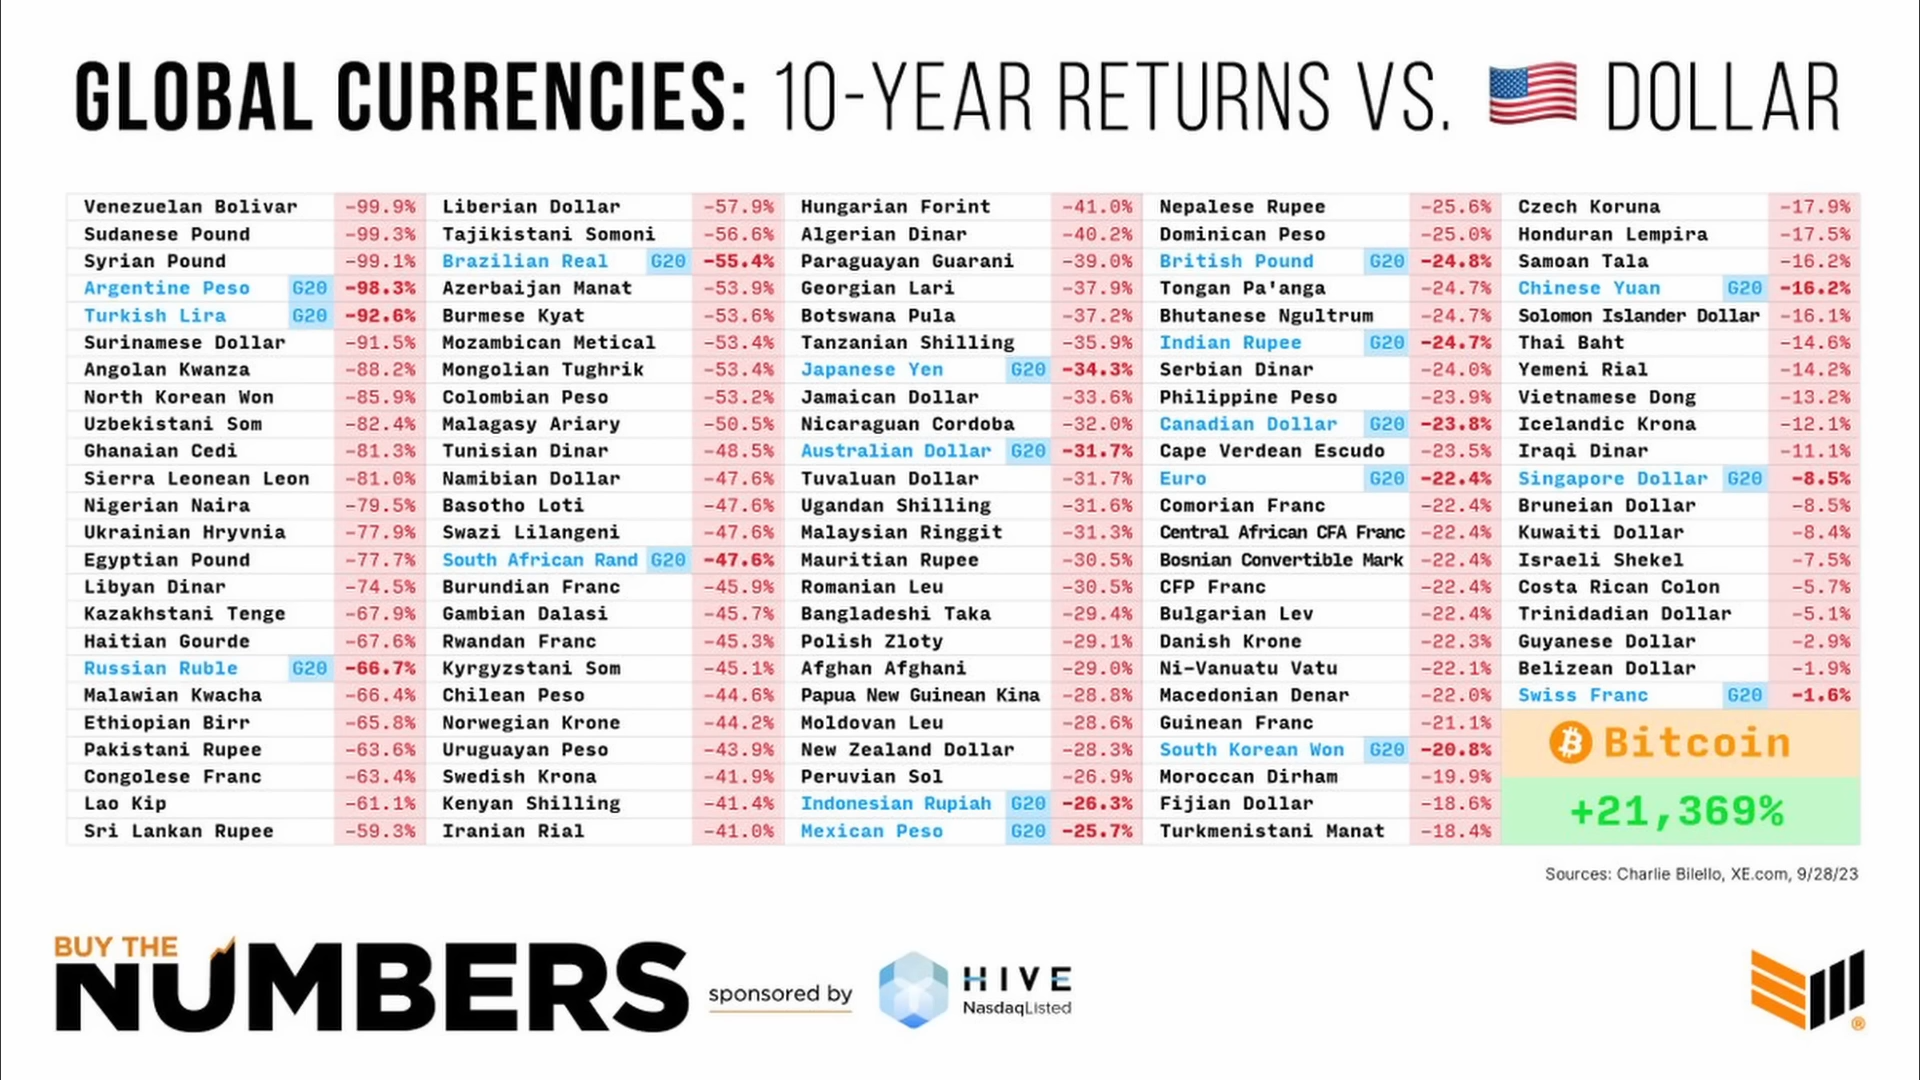 GLOBAL CURRENCIES: 10-YEAR RETURNS VS. DOLLAR
Venezuelan Bolivar -99.9%
Sudanese Pound -99.3%
Syrian Pound -99.1%
Argentine Peso G20 -98.3%
Turkish Lira G20 -92.6%
Surinamese Dollar -91.5%
Angolan Kwanza -88.2%
North Korean Won -85.9%
Uzbekistani Som -82.4%
Ghanaian Cedi -81.3%
Sierra Leonean Leon -81.0%
Nigerian Naira -79.5%
Ukrainian Hryvnia -77.9%
Egyptian Pound -77.7%
Libyan Dinar -74.5%
Kazakhstani Tenge -67.9%
Haitian Gourde -67.6%
Russian Ruble G20 -66.7%
Malawian Kwacha -66.4%
Ethiopian Birr -65.8%
Pakistani Rupee -63.6%
Congolese Franc -63.4%
Lao Kip -61.1%
Sri Lankan Rupee -59.3%
Liberian Dollar -57.9%
Tajikistani Somoni -56.6%
Brazilian Real G20 -55.4%
Azerbaijan Manat -53.9%
Burmese Kyat -53.6%
Mozambican Metical -53.4%
Mongolian Tughrik -53.4%
Colombian Peso -53.2%
Malagasy Ariary -50.5%
Tunisian Dinar -48.5%
Namibian Dollar -47.6%
Basotho Loti -47.6%
Swazi Lilangeni -47.6%
South African Rand G20 -47.6%
Burundian Franc -45.9%
Gambian Dalasi -45.7%
Rwandan Franc -45.3%
Kyrgyzstani Som -45.1%
Chilean Peso -44.6%
Norwegian Krone -44.2%
Uruguayan Peso -43.9%
Swedish Krona -41.9%
Kenyan Shilling -41.4%
Iranian Rial -41.0%
Hungarian Forint -41.0%
Algerian Dinar -40.2%
Paraguayan Guarani -39.0%
Georgian Lari -37.9%
Botswana Pula -37.2%
Tanzanian Shilling -35.9%
Japanese Yen G20 -34.3%
Jamaican Dollar -33.6%
Nicaraguan Cordoba -32.0%
Australian Dollar G20 -31.7%
Tuvaluan Dollar -31.7%
Ugandan Shilling -31.6%
Malaysian Ringgit -31.3%
Mauritian Rupee -30.5%
Romanian Leu -30.5%
Bangladeshi Taka -29.4%
Polish Zloty -29.1%
Afghan Afghani -29.0%
Papua New Guinean Kina -28.8%
Moldovan Leu -28.6%
New Zealand Dollar -28.3%
Peruvian Sol -26.9%
Indonesian Rupiah G20 -26.3%
Mexican Peso G20 -25.7%
Nepalese Rupee -25.6%
Dominican Peso -25.0%
British Pound G20 -24.8%
Tongan Pa'anga -24.7%
Bhutanese Ngultrum -24.7%
Indian Rupee G20 -24.7%
Serbian Dinar -24.0%
Philippine Peso -23.9%
Canadian Dollar G20 -23.8%
Cape Verdean Escudo -23.5%
Euro G20 -22.4%
Comorian Franc -22.4%
Central African CFA Franc -22.4%
Bosnian Convertible Mark -22.4%
CFP Franc -22.4%
Bulgarian Lev -22.4%
Danish Krone -22.3%
Ni-Vanuatu Vatu -22.1%
Macedonian Denar -22.0%
Guinean Franc -21.1%
South Korean Won G20 -20.8%
Moroccan Dirham -19.9%
Fijian Dollar -18.6%
Turkmenistani Manat -18.4%
Czech Koruna -17.9%
Honduran Lempira -17.5%
Samoan Tala -16.2%
Chinese Yuan G20 -16.2%
Solomon Islander Dollar -16.1%
Thai Baht -14.6%
Yemeni Rial -14.2%
Vietnamese Dong -13.2%
Icelandic Krona -12.1%
Iraqi Dinar -11.1%
Singapore Dollar G20 -8.5%
Bruneian Dollar -8.5%
Kuwaiti Dollar -8.4%
Israeli Shekel -7.5%
Costa Rican Colon -5.7%
Trinidadian Dollar -5.1%
Guyanese Dollar -2.9%
Belizean Dollar -1.9%
Swiss Franc G20 -1.6%
Bitcoin
+21,369%
Sources: Charlie Bilello, XE.com, 9/28/23
BUY THE
NUMBERS
sponsored by
HIVE
NasdaqListed